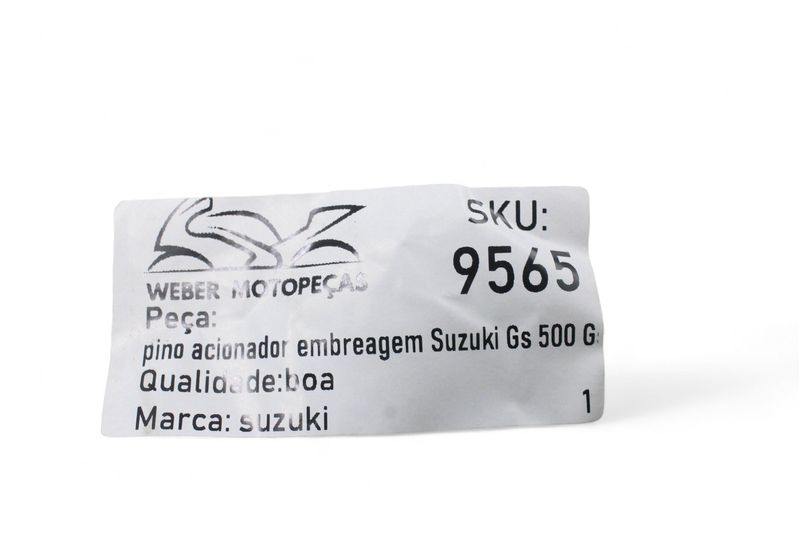 WEBER MOTOPEÇAS
SKU:
9565
Peça:
pino acionador embreagem Suzuki Gs 500 G
Qualidade:boa
Marca: suzuki
1